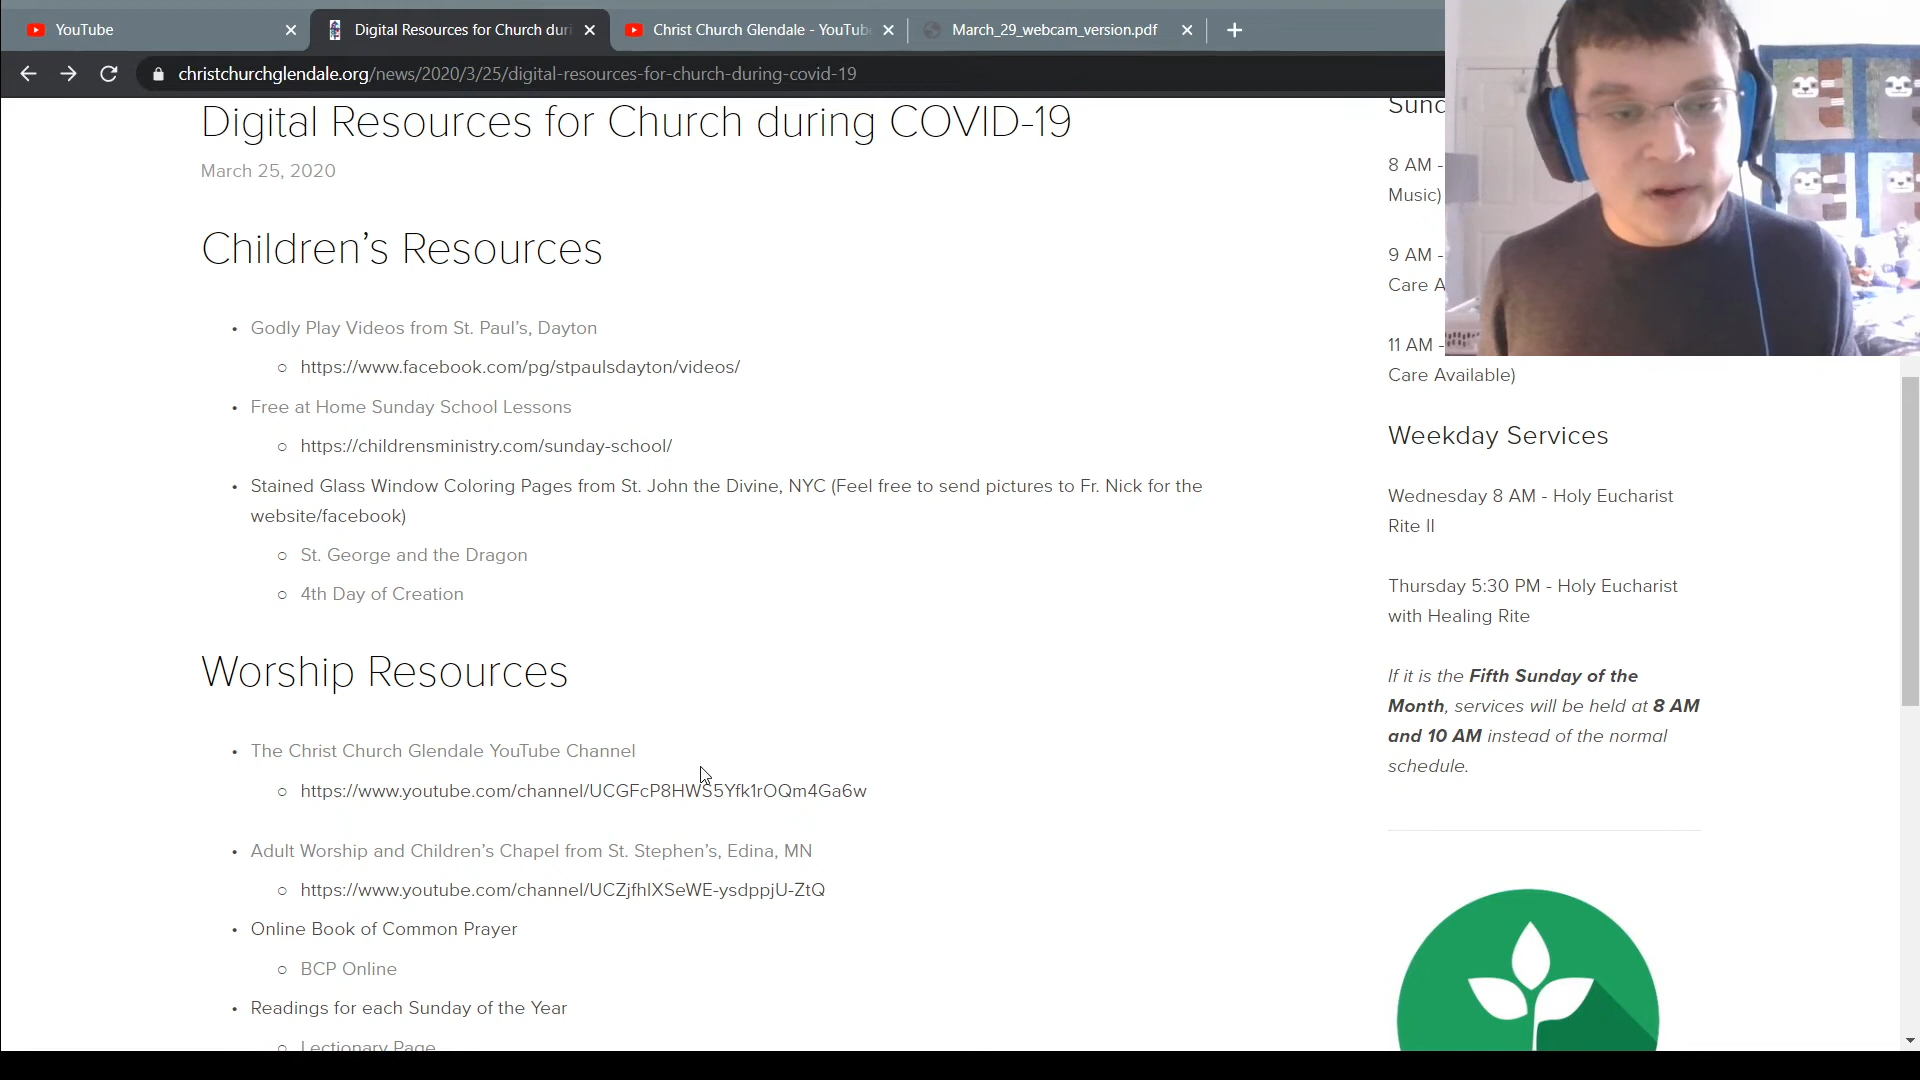 YouTube
Digital Resources for Church duri
Christ Church Glendale - YouTub
March_29_webcam_version.pdf
christchurchglendale.org/news/2020/3/25/digital-resources-for-church-during-covid-19
Digital Resources for Church during COVID-19
March 25, 2020
Children’s Resources
• Godly Play Videos from St. Paul’s, Dayton
○ https://www.facebook.com/pg/stpaulsdayton/videos/
• Free at Home Sunday School Lessons
○ https://childrensministry.com/sunday-school/
• Stained Glass Window Coloring Pages from St. John the Divine, NYC (Feel free to send pictures to Fr. Nick for the
website/facebook)
○ St. George and the Dragon
○ 4th Day of Creation
Worship Resources
• The Christ Church Glendale YouTube Channel
○ https://www.youtube.com/channel/UCGFcP8HWS5Yfk1rOQm4Ga6w
• Adult Worship and Children’s Chapel from St. Stephen’s, Edina, MN
○ https://www.youtube.com/channel/UCZjfhlXSeWE-ysdppjU-ZtQ
• Online Book of Common Prayer
○ BCP Online
• Readings for each Sunday of the Year
○ Lectionary Page
Sunc
8 AM -
Music)
9 AM -
Care A
11 AM -
Care Available)
Weekday Services
Wednesday 8 AM - Holy Eucharist
Rite II
Thursday 5:30 PM - Holy Eucharist
with Healing Rite
If it is the Fifth Sunday of the
Month, services will be held at 8 AM
and 10 AM instead of the normal
schedule.